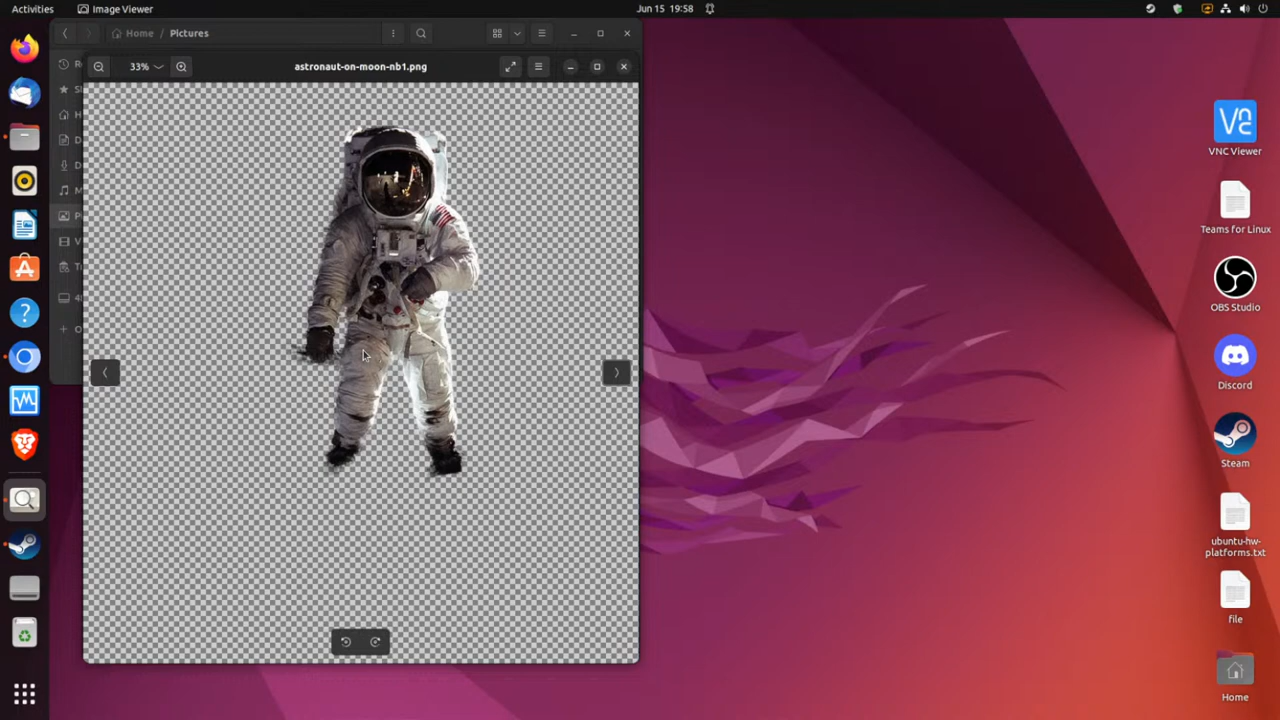 Activities
Image Viewer
Jun 15 19:58
Home / Pictures
33%
astronaut-on-moon-nb1.png
VNC Viewer
Teams for Linux
OBS Studio
Discord
Steam
ubuntu-hw-
platforms.txt
file
Home